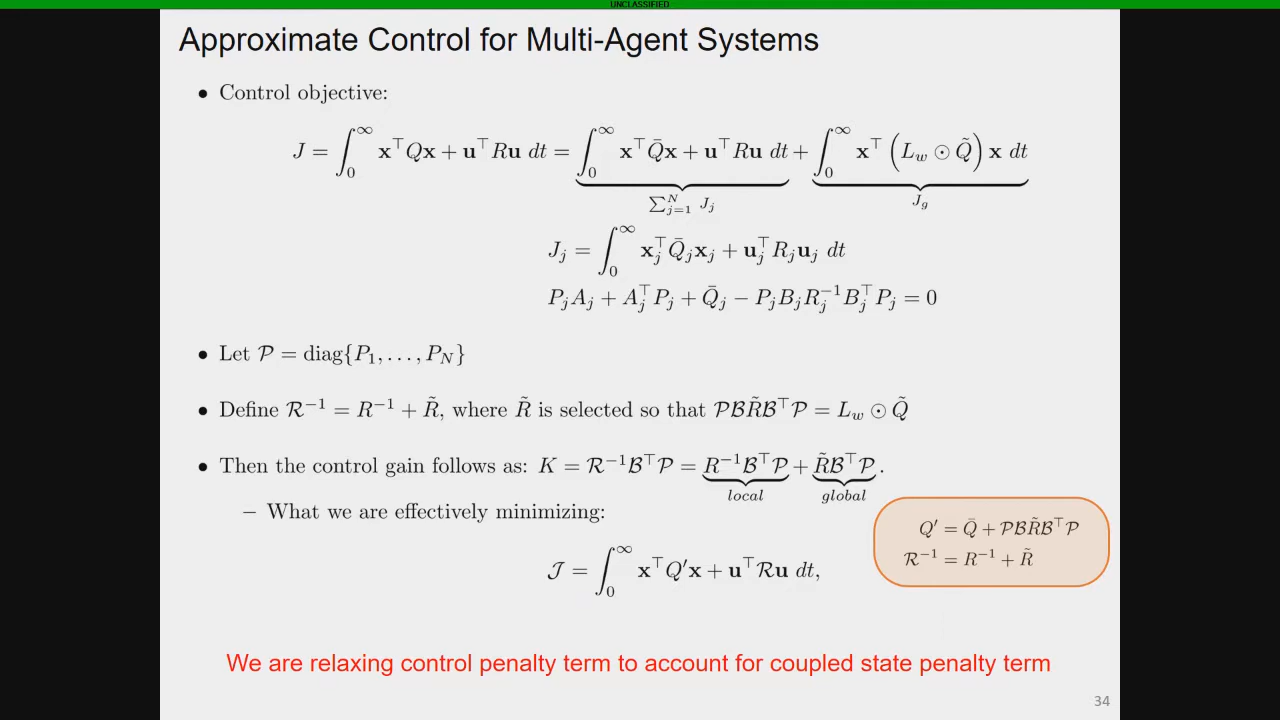 UNCLASSIFIED
Approximate Control for Multi-Agent Systems
• Control objective:
J = ∫₀^∞ x^⊤Qx + u^⊤Ru dt = ∫₀^∞ x^⊤Q̄x + u^⊤Ru dt + ∫₀^∞ x^⊤ (L_w ⊙ Q̃) x dt
∑_{j=1}^N J_j J_g
J_j = ∫₀^∞ x_j^⊤Q̄_jx_j + u_j^⊤R_ju_j dt
P_jA_j + A_j^⊤P_j + Q̄_j − P_jB_jR_j^{−1}B_j^⊤P_j = 0
• Let 𝒫 = diag{P_1, . . . , P_N}
• Define ℛ^{−1} = R^{−1} + R̃, where R̃ is selected so that 𝒫ℬR̃ℬ^⊤𝒫 = L_w ⊙ Q̃
• Then the control gain follows as: K = ℛ^{−1}ℬ^⊤𝒫 = R^{−1}ℬ^⊤𝒫 + R̃ℬ^⊤𝒫 .
local global
– What we are effectively minimizing:
Q′ = Q̄ + 𝒫ℬR̃ℬ^⊤𝒫
ℛ^{−1} = R^{−1} + R̃
𝒥 = ∫₀^∞ x^⊤Q′x + u^⊤ℛu dt,
We are relaxing control penalty term to account for coupled state penalty term
34